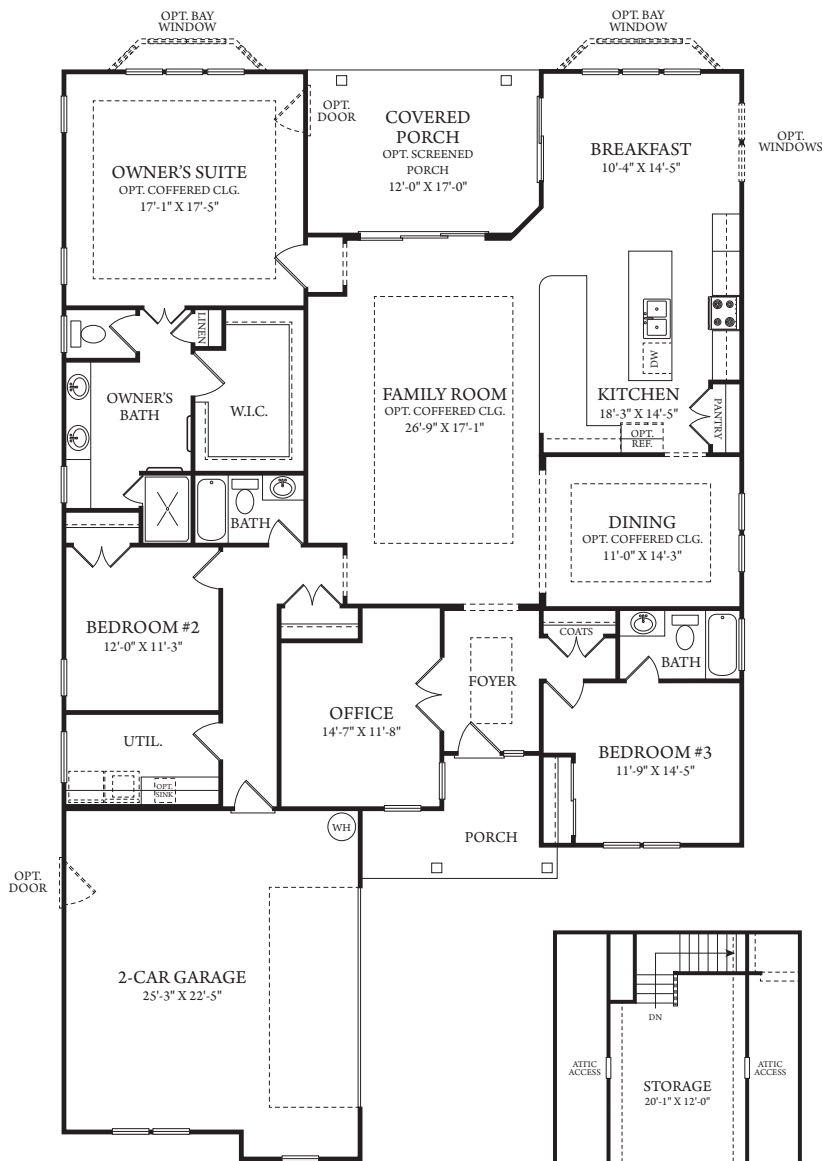 OPT. BAY
WINDOW
OPT. BAY
WINDOW
OPT.
DOOR
COVERED
PORCH
OPT. SCREENED
PORCH
12'-0" X 17'-0"
BREAKFAST
10'-4" X 14'-5"
OPT.
WINDOWS
OWNER'S SUITE
OPT. COFFERED CLG.
17'-1" X 17'-5"
LINEN
OWNER'S
BATH
W.I.C.
FAMILY ROOM
OPT. COFFERED CLG.
26'-9" X 17'-1"
DW
KITCHEN
18'-3" X 14'-5"
OPT.
REF.
PANTRY
BATH
DINING
OPT. COFFERED CLG.
11'-0" X 14'-3"
BEDROOM #2
12'-0" X 11'-3"
COATS
BATH
FOYER
OFFICE
14'-7" X 11'-8"
UTIL.
OPT.
SINK
BEDROOM #3
11'-9" X 14'-5"
WH
PORCH
OPT.
DOOR
2-CAR GARAGE
25'-3" X 22'-5"
DN
ATTIC
ACCESS
ATTIC
ACCESS
STORAGE
20'-1" X 12'-0"